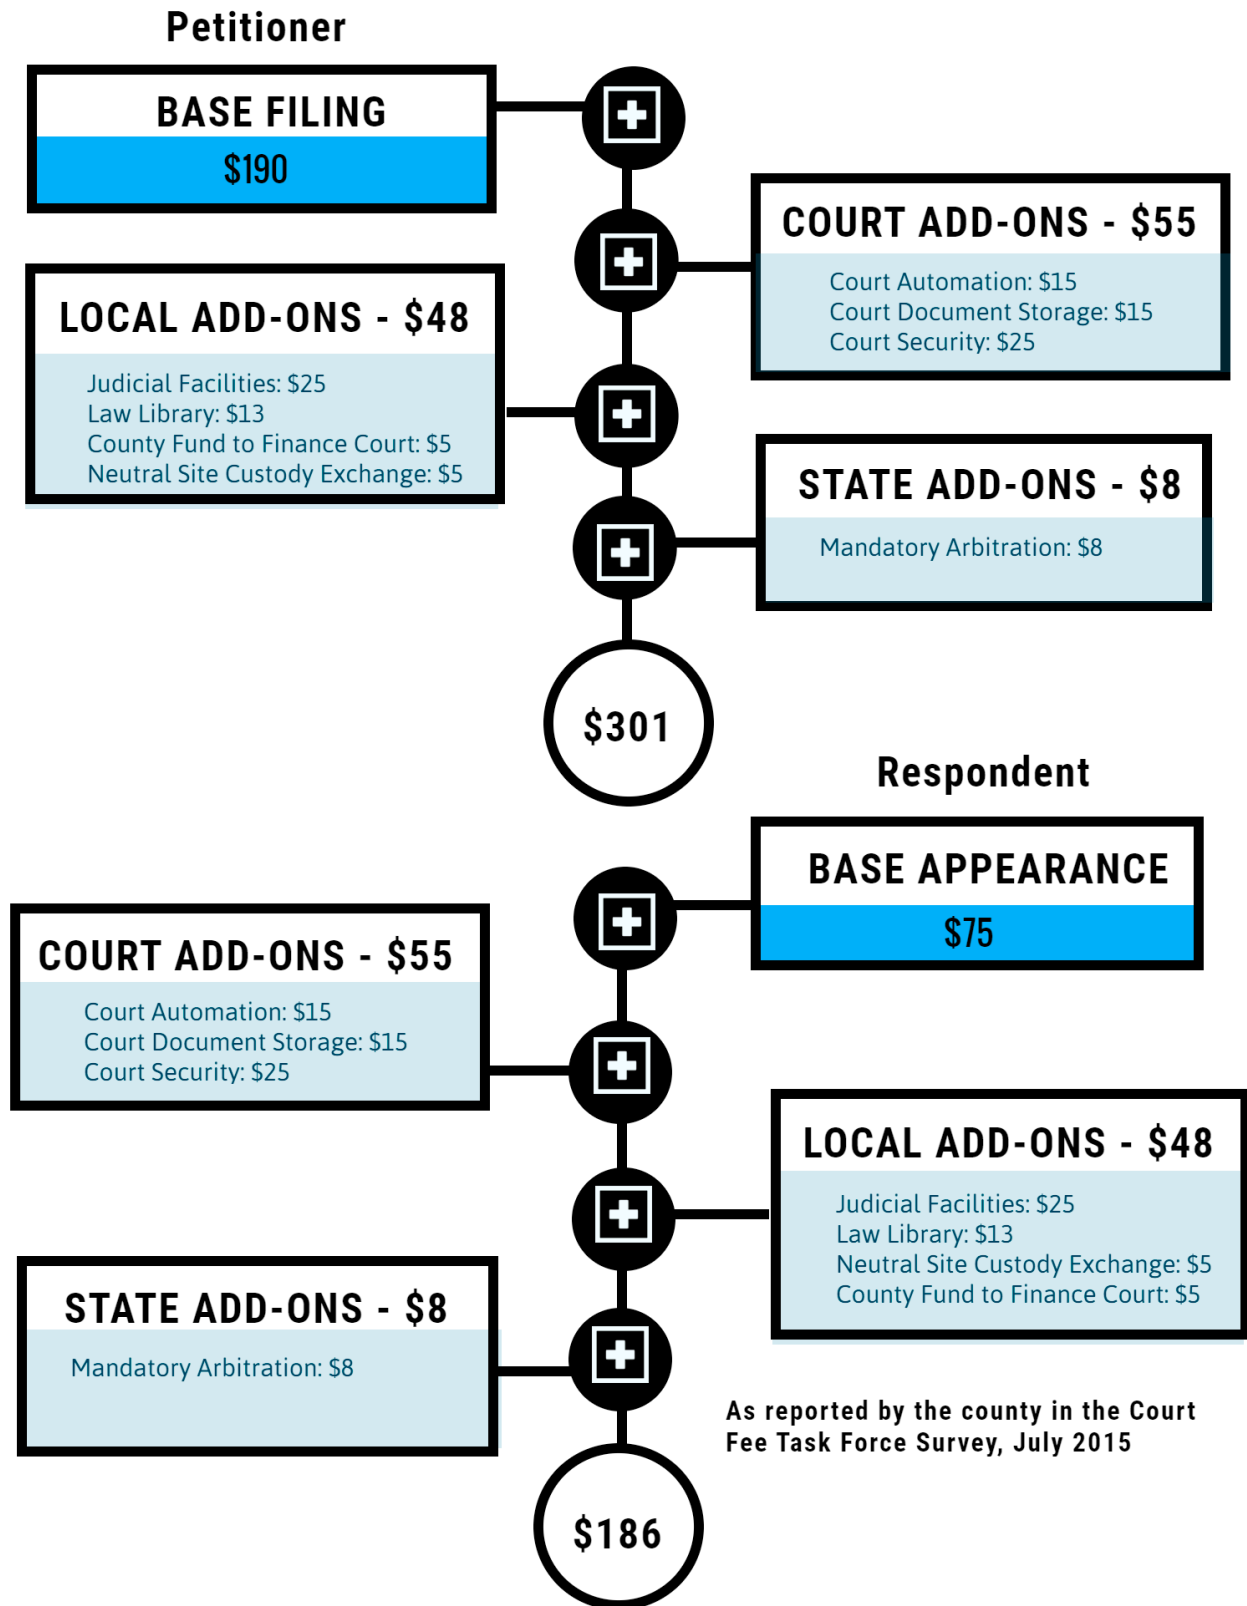 Petitioner
BASE FILING
$190
COURT ADD-ONS - $55
Court Automation: $15
Court Document Storage: $15
Court Security: $25
LOCAL ADD-ONS - $48
Judicial Facilities: $25
Law Library: $13
County Fund to Finance Court: $5
Neutral Site Custody Exchange: $5
STATE ADD-ONS - $8
Mandatory Arbitration: $8
$301
Respondent
BASE APPEARANCE
$75
COURT ADD-ONS - $55
Court Automation: $15
Court Document Storage: $15
Court Security: $25
LOCAL ADD-ONS - $48
Judicial Facilities: $25
Law Library: $13
Neutral Site Custody Exchange: $5
County Fund to Finance Court: $5
STATE ADD-ONS - $8
Mandatory Arbitration: $8
$186
As reported by the county in the Court
Fee Task Force Survey, July 2015